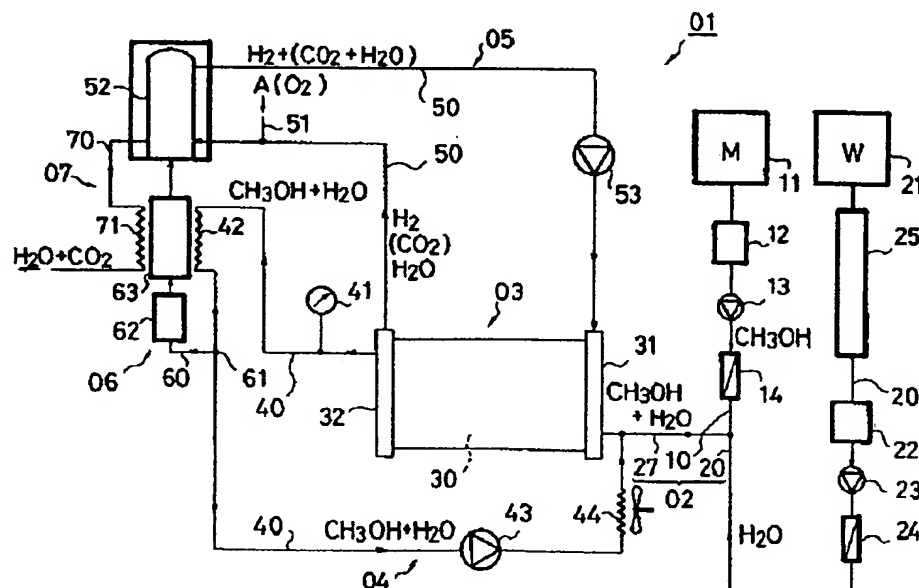 01
H2+(CO2+H2O)
05
A(O2)
50
52
51
70
50
53
M
11
W
21
07
CH3OH+H2O
12
25
71
42
H2
(CO2)
H2O
H2O+CO2
63
41
03
13
CH3OH
62
31
14
20
06
60
61
40
32
CH3OH
+H2O
22
30
27
10
20
02
23
44
40
CH3OH+H2O
43
H2O
24
04